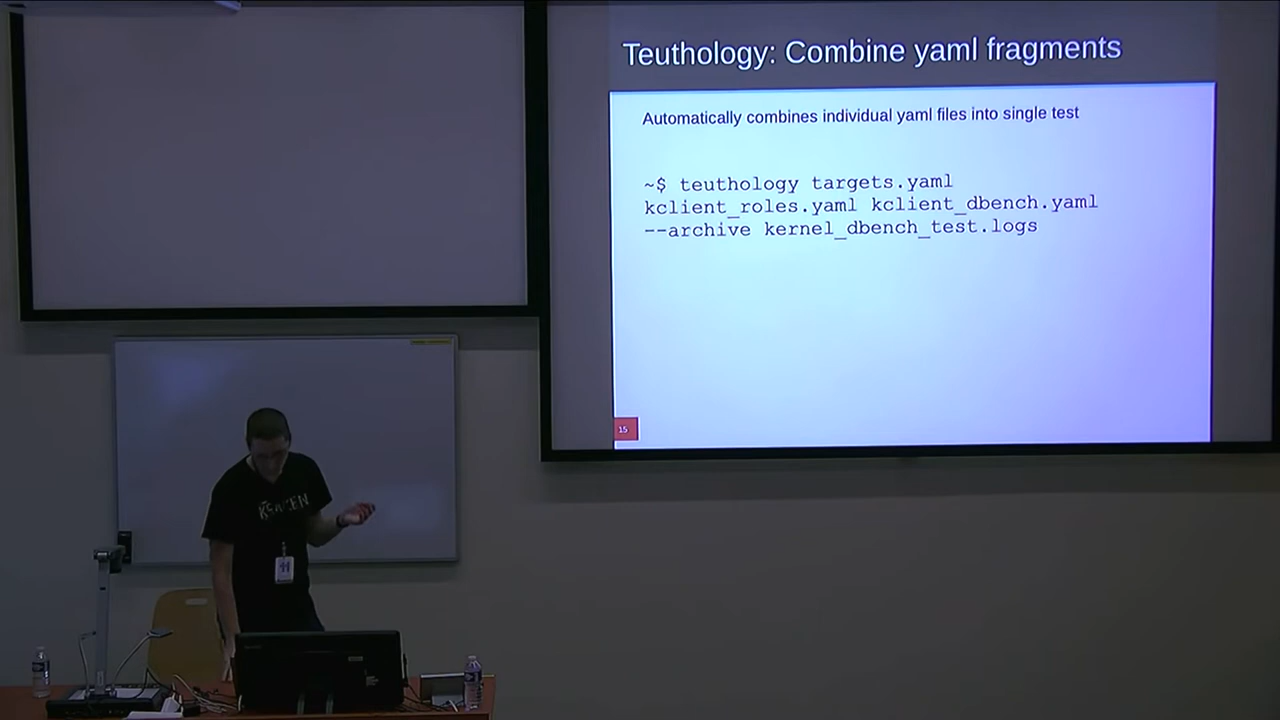 Teuthology: Combine yaml fragments
Automatically combines individual yaml files into single test
~$ teuthology targets.yaml
kclient_roles.yaml kclient_dbench.yaml
--archive kernel_dbench_test.logs
15
KRAKEN